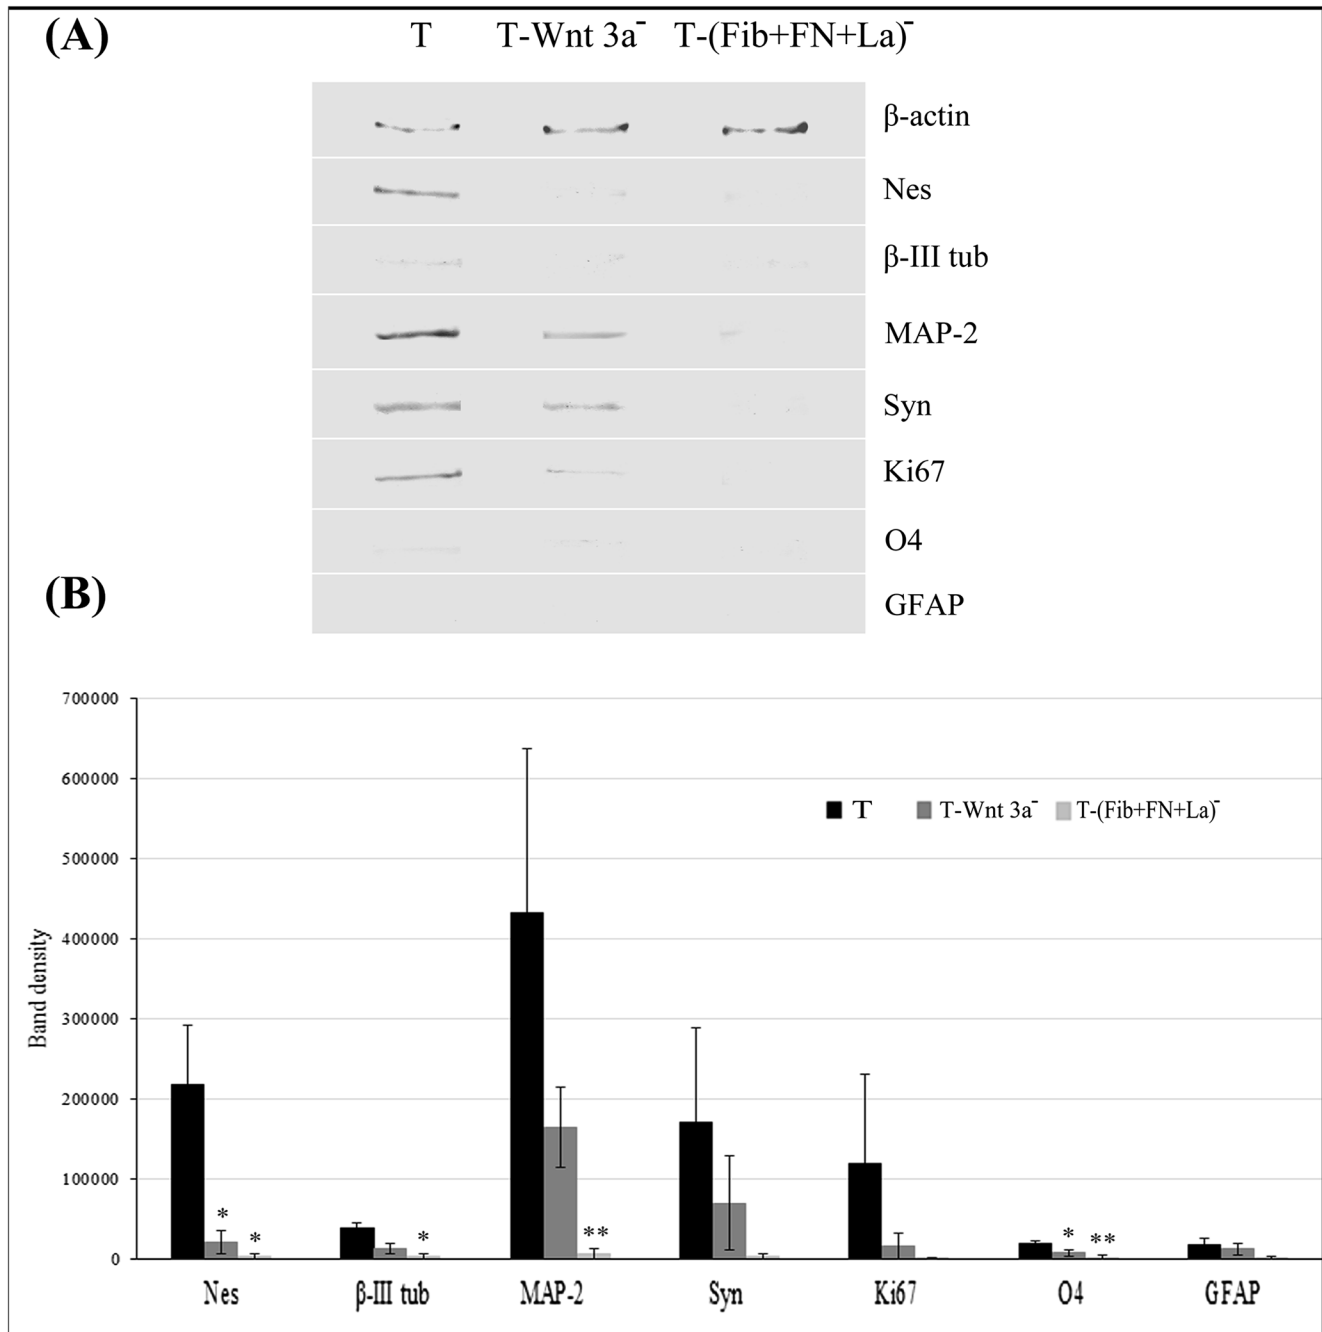 (A) T T-Wnt 3a⁻ T-(Fib+FN+La)⁻
β-actin
Nes
β-III tub
MAP-2
Syn
Ki67
O4
GFAP
(B)
700000
600000
500000
400000
300000
200000
100000
0
Band density
T T-Wnt 3a⁻ T-(Fib+FN+La)⁻
* * * ** * **
Nes β-III tub MAP-2 Syn Ki67 O4 GFAP